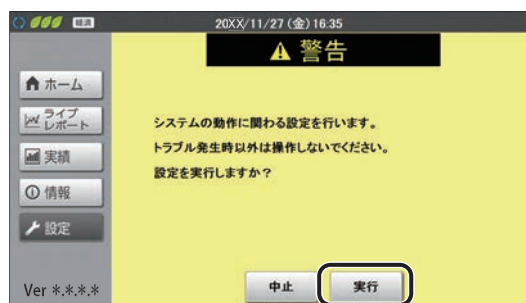 経済
20XX/11/27 (金) 16:35
警告
ホーム
ライブ
レポート
実績
情報
設定
システムの動作に関わる設定を行います。
トラブル発生時以外は操作しないでください。
設定を実行しますか？
中止
実行
Ver *.*.*.*